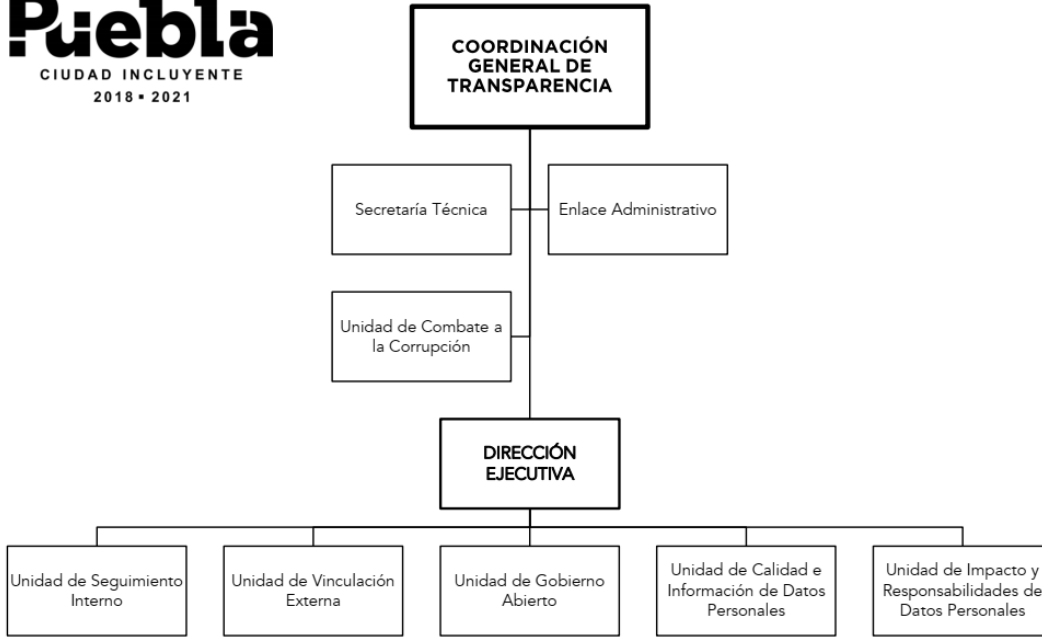 Puebla
CIUDAD INCLUYENTE
2018 ▪ 2021
COORDINACIÓN
GENERAL DE
TRANSPARENCIA
Secretaría Técnica
Enlace Administrativo
Unidad de Combate a
la Corrupción
DIRECCIÓN
EJECUTIVA
Unidad de Seguimiento
Interno
Unidad de Vinculación
Externa
Unidad de Gobierno
Abierto
Unidad de Calidad e
Información de Datos
Personales
Unidad de Impacto y
Responsabilidades de
Datos Personales